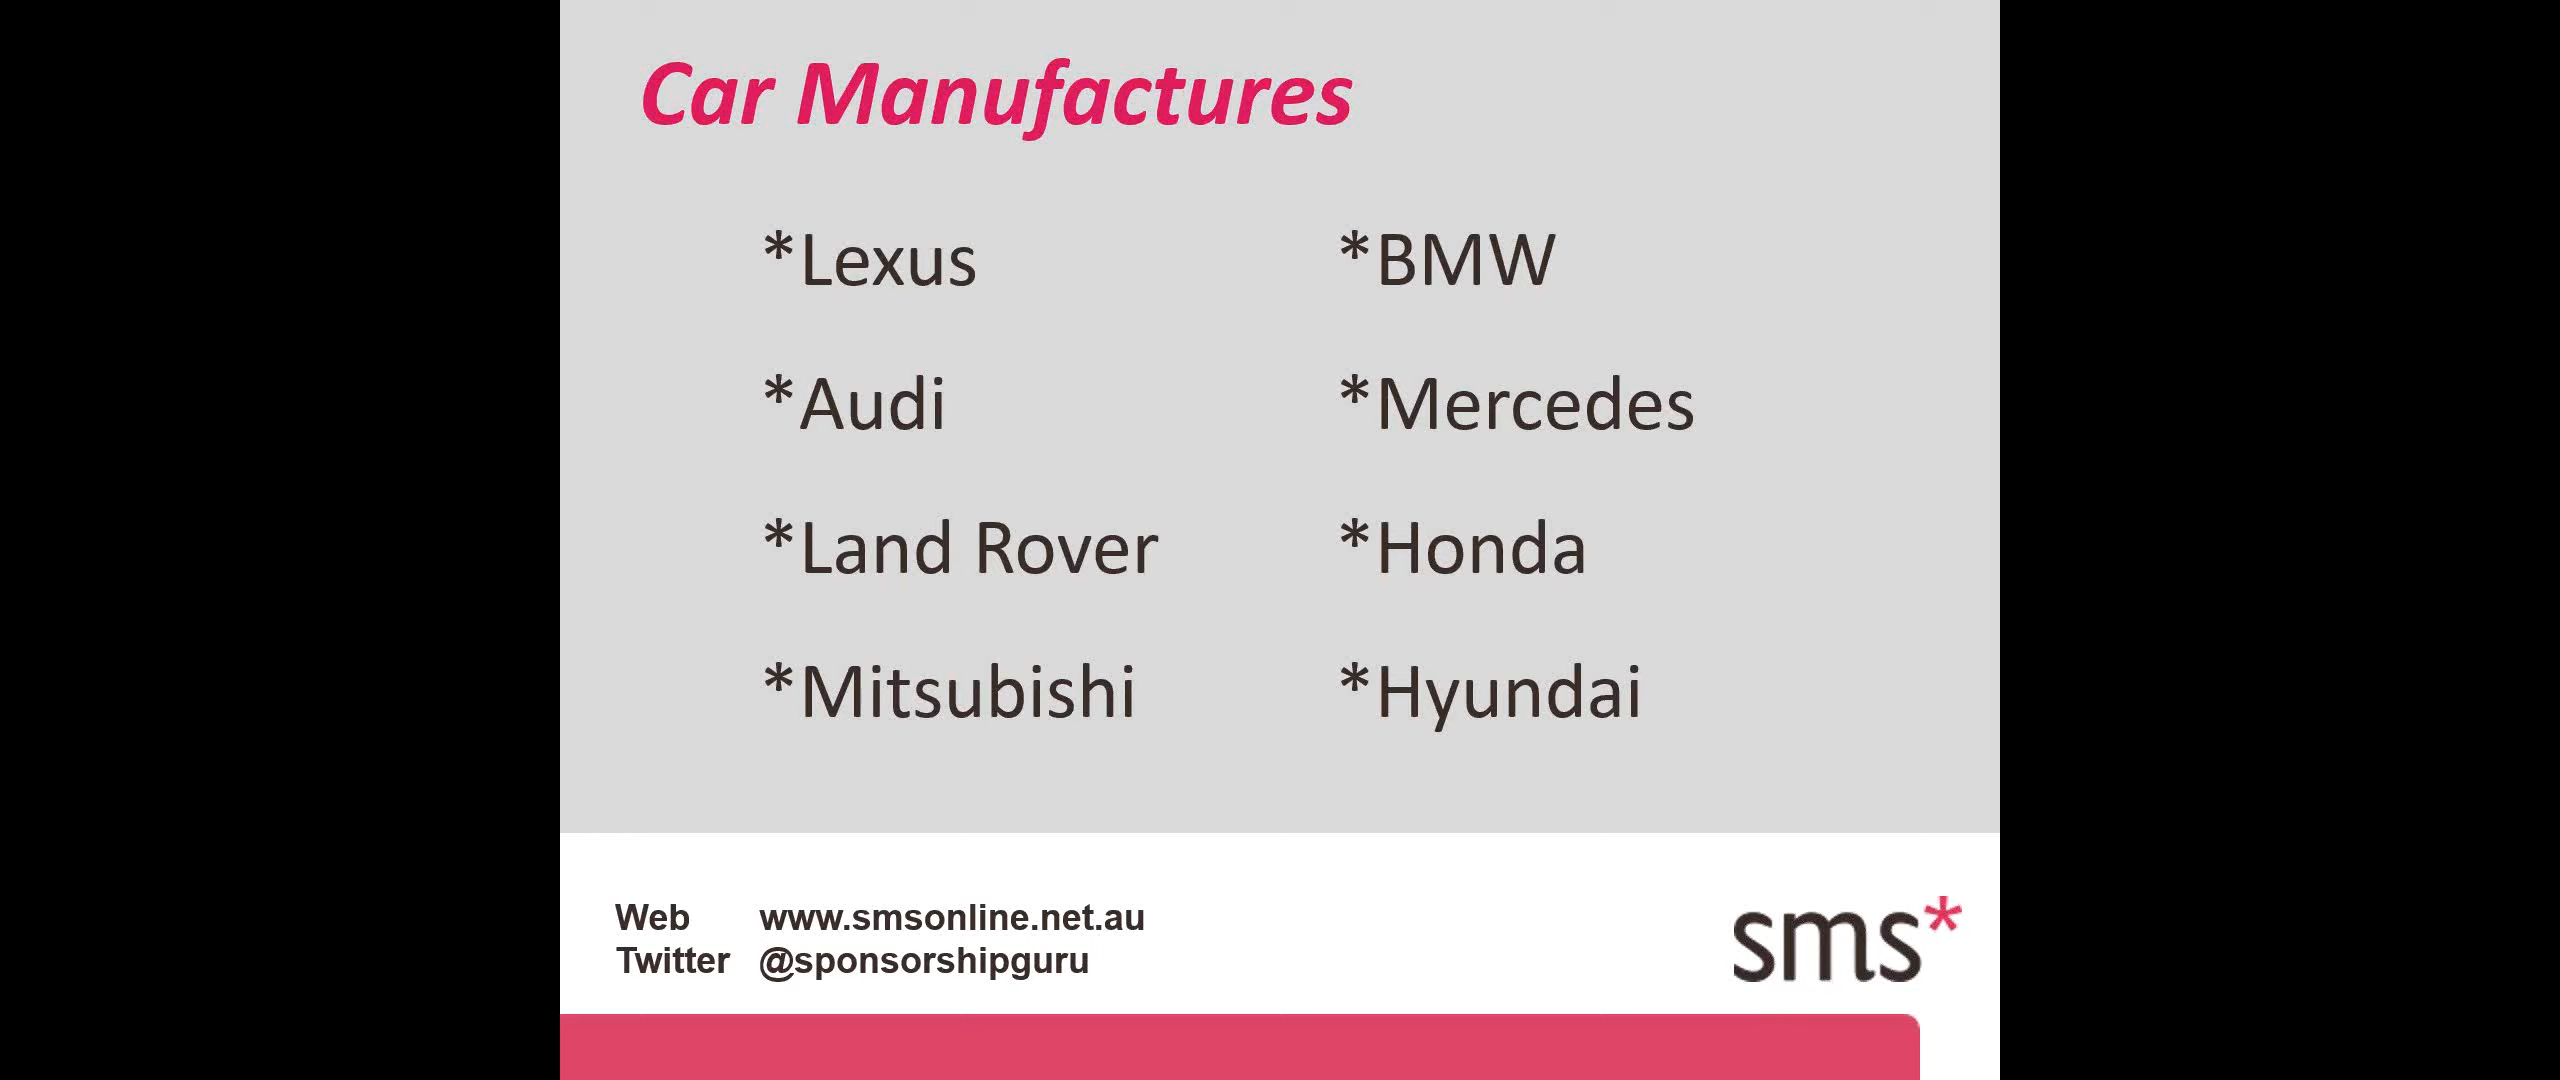 Car Manufactures
*Lexus
*Audi
*Land Rover
*Mitsubishi
*BMW
*Mercedes
*Honda
*Hyundai
Web www.smsonline.net.au
Twitter @sponsorshipguru
sms*